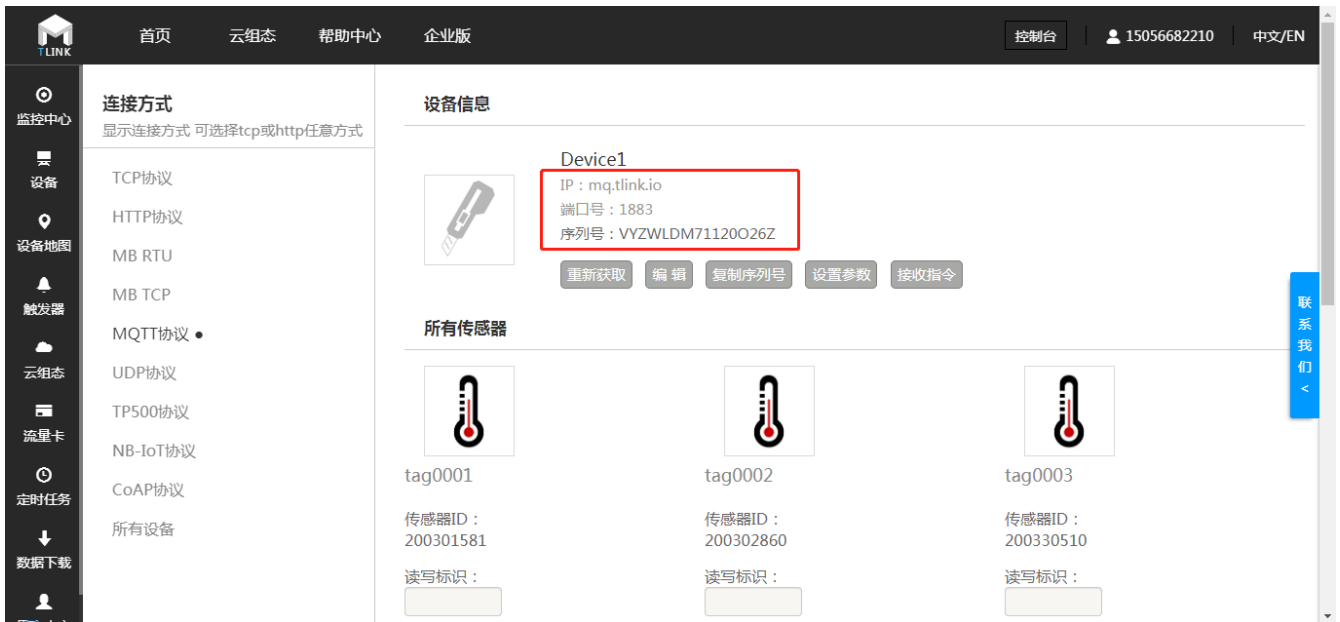 TLINK
首页
云组态
帮助中心
企业版
控制台
15056682210
中文/EN
监控中心
设备
设备地图
触发器
云组态
流量卡
定时任务
数据下载
连接方式
显示连接方式 可选择tcp或http任意方式
TCP协议
HTTP协议
MB RTU
MB TCP
MQTT协议 ●
UDP协议
TP500协议
NB-IoT协议
CoAP协议
所有设备
设备信息
Device1
IP：mq.tlink.io
端口号：1883
序列号：VYZWLDM71120O26Z
重新获取
编 辑
复制序列号
设置参数
接收指令
所有传感器
tag0001
传感器ID：
200301581
读写标识：
tag0002
传感器ID：
200302860
读写标识：
tag0003
传感器ID：
200330510
读写标识：
联
系
我
们
<